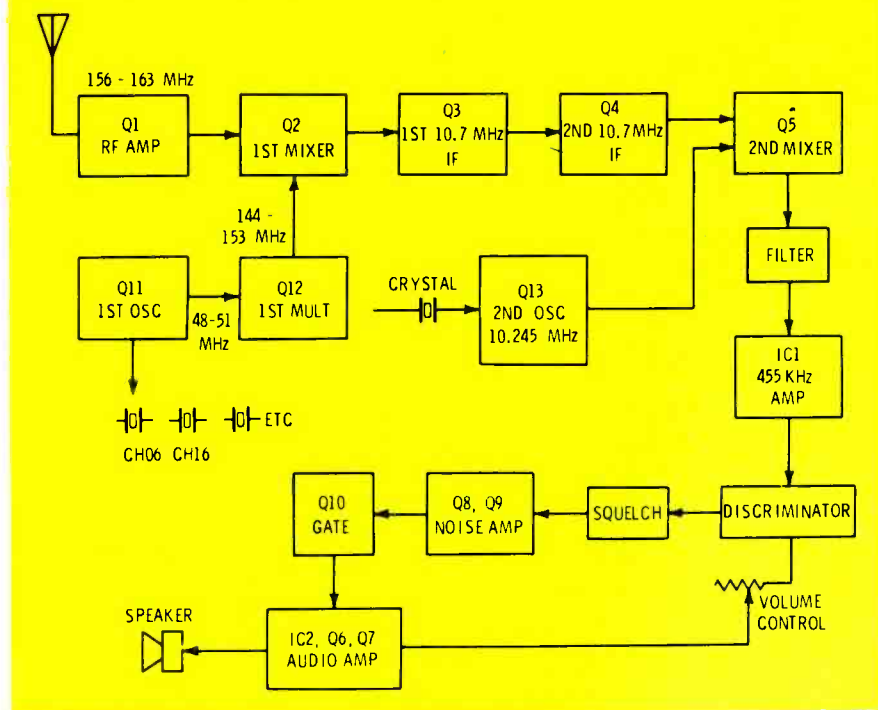 156 - 163 MHz
Q1
RF AMP
Q2
1ST MIXER
Q3
1ST 10.7 MHz
IF
Q4
2ND 10.7MHz
IF
Q5
2ND MIXER
144 -
153 MHz
FILTER
Q11
1ST OSC
48-51
MHz
Q12
1ST MULT
CRYSTAL
Q13
2ND OSC
10.245 MHz
IC1
455 KHz
AMP
ETC
CH06 CH16
Q10
GATE
Q8, Q9
NOISE AMP
SQUELCH
DISCRIMINATOR
VOLUME
CONTROL
SPEAKER
IC2, Q6, Q7
AUDIO AMP